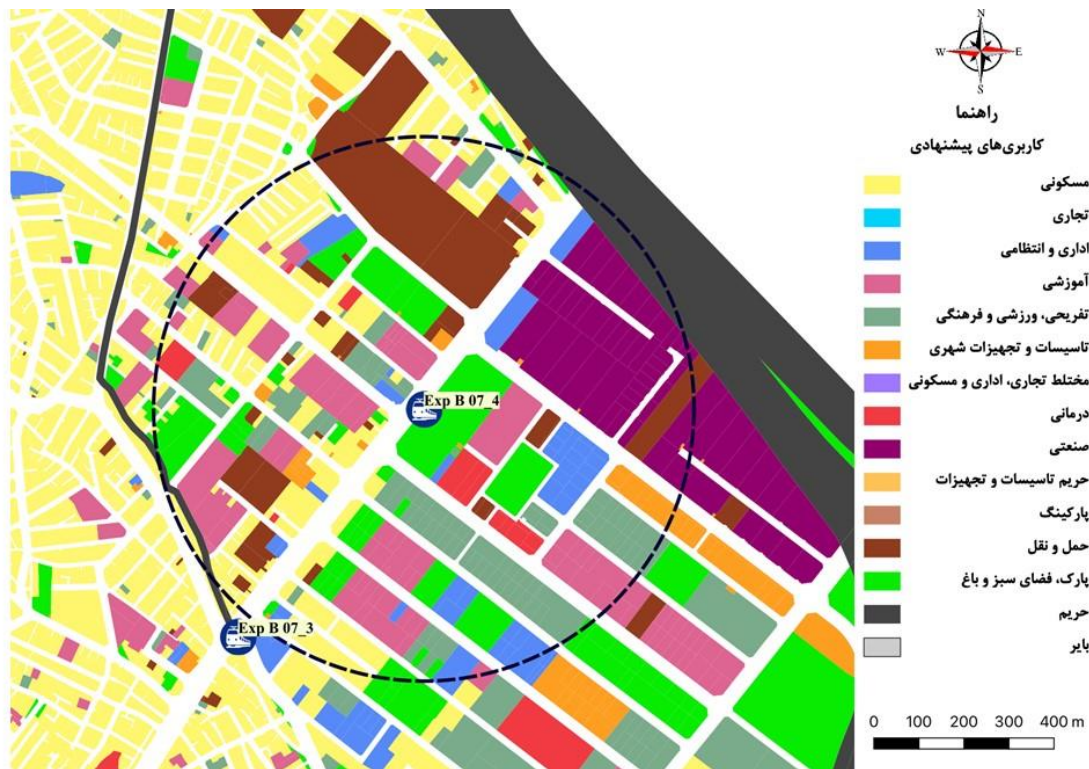 N
W E
S
راهنما
کاربری‌های پیشنهادی
مسکونی
تجاری
اداری و انتظامی
آموزشی
تفریحی، ورزشی و فرهنگی
تاسیسات و تجهیزات شهری
مختلط تجاری، اداری و مسکونی
درمانی
صنعتی
حریم تاسیسات و تجهیزات
پارکینگ
حمل و نقل
پارک، فضای سبز و باغ
حریم
بایر
Exp B 07_4
Exp B 07_3
0 100 200 300 400 m